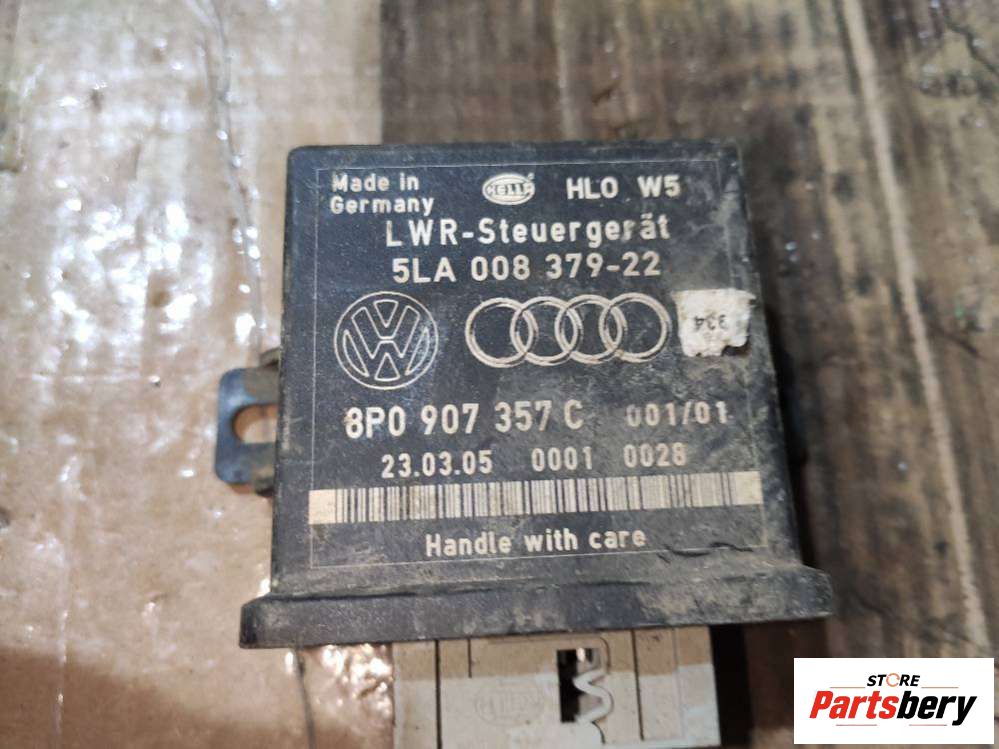 Made in
Germany
HELLA
HLO W5
LWR-Steuergerät
5LA 008 379-22
334
8P0 907 357 C 001/01
23.03.05 0001 0028
Handle with care
STORE
Partsbery